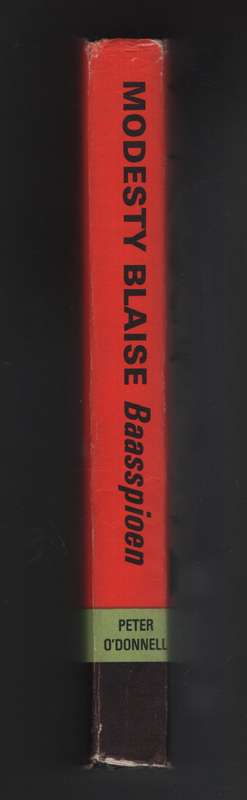 MODESTY BLAISE Baasspioen
PETER
O'DONNELL